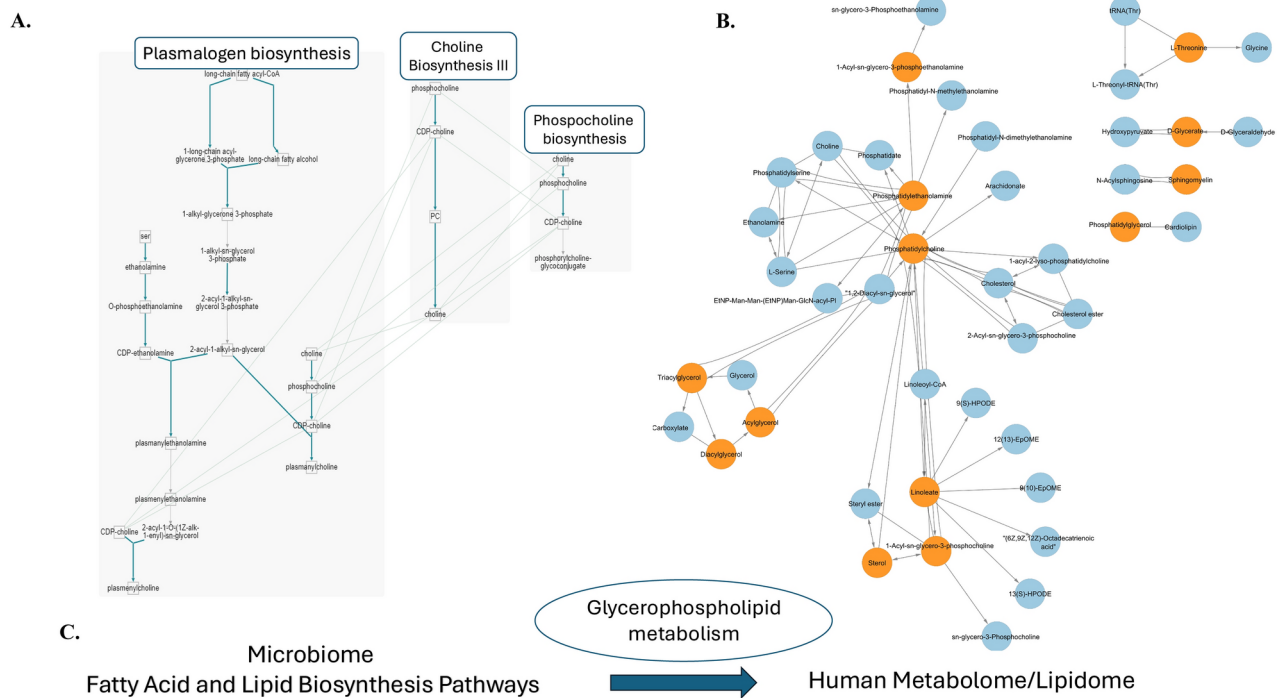 A.
Plasmalogen biosynthesis
long-chain fatty acyl-CoA
1-long-chain acyl-
glycerone 3-phosphate
long-chain fatty alcohol
1-alkyl-glycerone 3-phosphate
ser
1-alkyl-sn-glycerol
3-phosphate
ethanolamine
O-phosphoethanolamine
2-acyl-1-alkyl-sn-
glycerol 3-phosphate
CDP-ethanolamine
2-acyl-1-alkyl-sn-glycerol
choline
phosphocholine
CDP-choline
plasmanylethanolamine
plasmanylcholine
plasmenylethanolamine
CDP-choline
2-acyl-1-O-(1Z-alk-
1-enyl)-sn-glycerol
plasmenylcholine
Choline
Biosynthesis III
phosphocholine
CDP-choline
PC
choline
Phospocholine
biosynthesis
choline
phosphocholine
CDP-choline
phosphorylcholine-
glycoconjugate
B.
sn-glycero-3-Phosphoethanolamine
1-Acyl-sn-glycero-3-phosphoethanolamine
Phosphatidyl-N-methylethanolamine
Phosphatidyl-N-dimethylethanolamine
Choline
Phosphatidate
Phosphatidylserine
Arachidonate
Phosphatidylethanolamine
Ethanolamine
Phosphatidylcholine
L-Serine
1-acyl-2-lyso-phosphatidylcholine
Cholesterol
"1,2-Diacyl-sn-glycerol"
EtNP-Man-Man-(EtNP)Man-GlcN-acyl-PI
Cholesterol ester
2-Acyl-sn-glycero-3-phosphocholine
Triacylglycerol
Glycerol
Linoleoyl-CoA
Carboxylate
Acylglycerol
Diacylglycerol
9(S)-HPODE
12(13)-EpOME
Linoleate
9(10)-EpOME
Steryl ester
"(6Z,9Z,12Z)-Octadecatrienoic
acid"
1-Acyl-sn-glycero-3-phosphocholine
Sterol
13(S)-HPODE
sn-glycero-3-Phosphocholine
tRNA(Thr)
L-Threonine
Glycine
L-Threonyl-tRNA(Thr)
Hydroxypyruvate
D-Glycerate
D-Glyceraldehyde
N-Acylsphingosine
Sphingomyelin
Phosphatidylglycerol
Cardiolipin
C.
Microbiome
Fatty Acid and Lipid Biosynthesis Pathways
Glycerophospholipid
metabolism
Human Metabolome/Lipidome